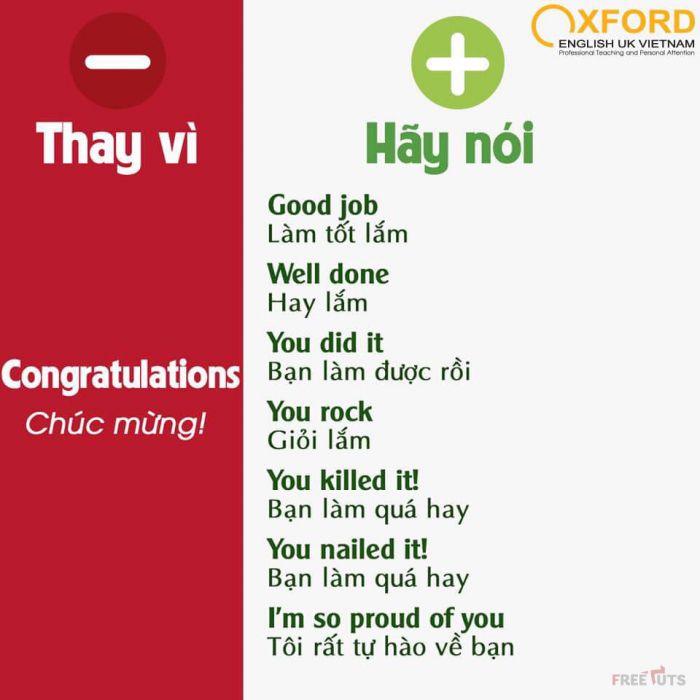 OXFORD
ENGLISH UK VIETNAM
Professional Teaching and Personal Attention
Thay vì
Hãy nói
Good job
Làm tốt lắm
Well done
Hay lắm
You did it
Bạn làm được rồi
Congratulations
Chúc mừng!
You rock
Giỏi lắm
You killed it!
Bạn làm quá hay
You nailed it!
Bạn làm quá hay
I'm so proud of you
Tôi rất tự hào về bạn
FREETUTS